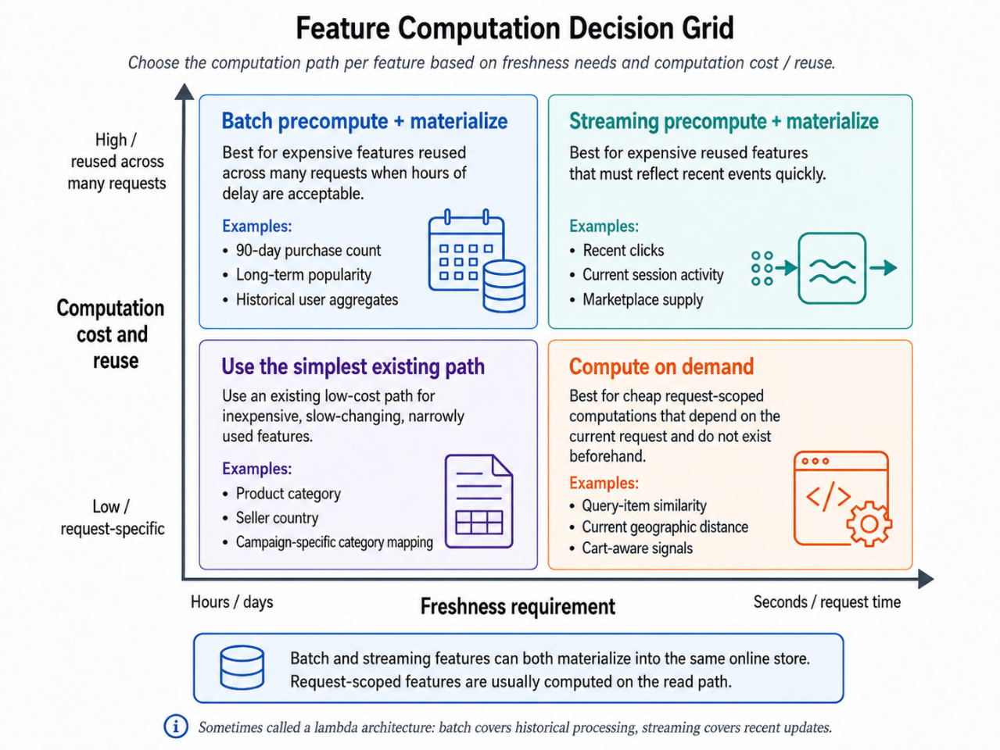 Feature Computation Decision Grid
Choose the computation path per feature based on freshness needs and computation cost / reuse.
High /
reused across
many requests
Computation
cost and
reuse
Low /
request-specific
Batch precompute + materialize
Best for expensive features reused
across many requests when hours of
delay are acceptable.
Examples:
• 90-day purchase count
• Long-term popularity
• Historical user aggregates
Streaming precompute + materialize
Best for expensive reused features
that must reflect recent events quickly.
Examples:
• Recent clicks
• Current session activity
• Marketplace supply
Use the simplest existing path
Use an existing low-cost path for
inexpensive, slow-changing, narrowly
used features.
Examples:
• Product category
• Seller country
• Campaign-specific category mapping
Compute on demand
Best for cheap request-scoped
computations that depend on the
current request and do not exist
beforehand.
Examples:
• Query-item similarity
• Current geographic distance
• Cart-aware signals
</>
Hours / days
Freshness requirement
Seconds / request time
Batch and streaming features can both materialize into the same online store.
Request-scoped features are usually computed on the read path.
i Sometimes called a lambda architecture: batch covers historical processing, streaming covers recent updates.